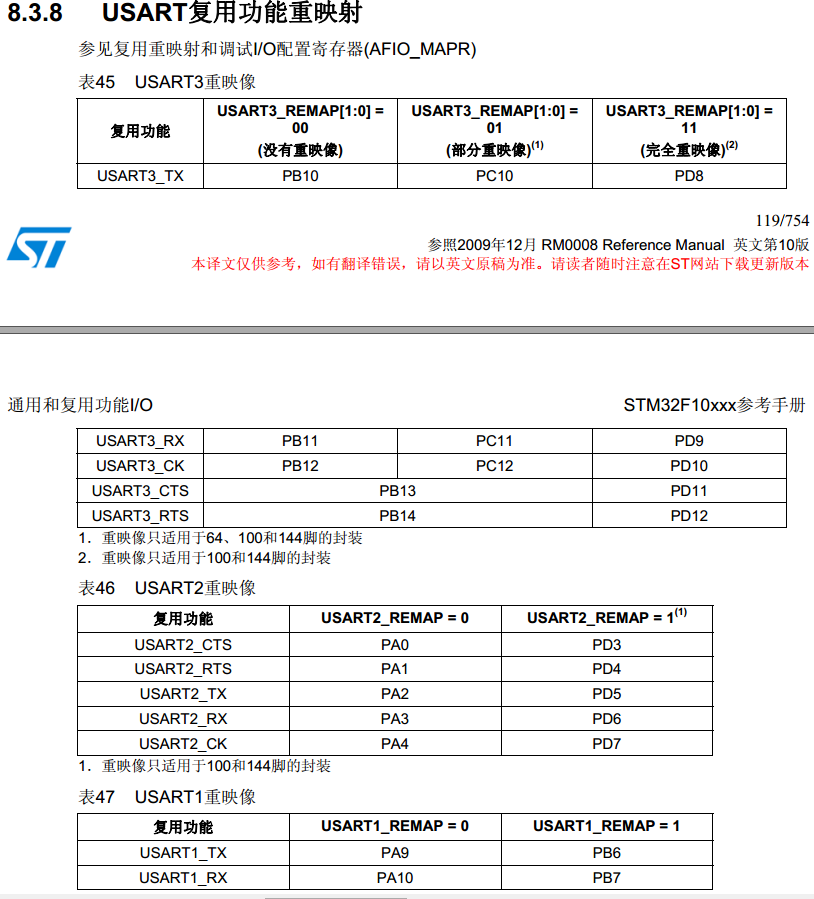 8.3.8 USART复用功能重映射
参见复用重映射和调试I/O配置寄存器(AFIO_MAPR)
表45 USART3重映像
复用功能 USART3_REMAP[1:0] = 00 (没有重映像) USART3_REMAP[1:0] = 01 (部分重映像)(1) USART3_REMAP[1:0] = 11 (完全重映像)(2)
USART3_TX PB10 PC10 PD8
119/754
ST
参照2009年12月 RM0008 Reference Manual 英文第10版
本译文仅供参考，如有翻译错误，请以英文原稿为准。请读者随时注意在ST网站下载更新版本
通用和复用功能I/O STM32F10xxx参考手册
USART3_RX PB11 PC11 PD9
USART3_CK PB12 PC12 PD10
USART3_CTS PB13 PD11
USART3_RTS PB14 PD12
1．重映像只适用于64、100和144脚的封装
2．重映像只适用于100和144脚的封装
表46 USART2重映像
复用功能 USART2_REMAP = 0 USART2_REMAP = 1(1)
USART2_CTS PA0 PD3
USART2_RTS PA1 PD4
USART2_TX PA2 PD5
USART2_RX PA3 PD6
USART2_CK PA4 PD7
1．重映像只适用于100和144脚的封装
表47 USART1重映像
复用功能 USART1_REMAP = 0 USART1_REMAP = 1
USART1_TX PA9 PB6
USART1_RX PA10 PB7